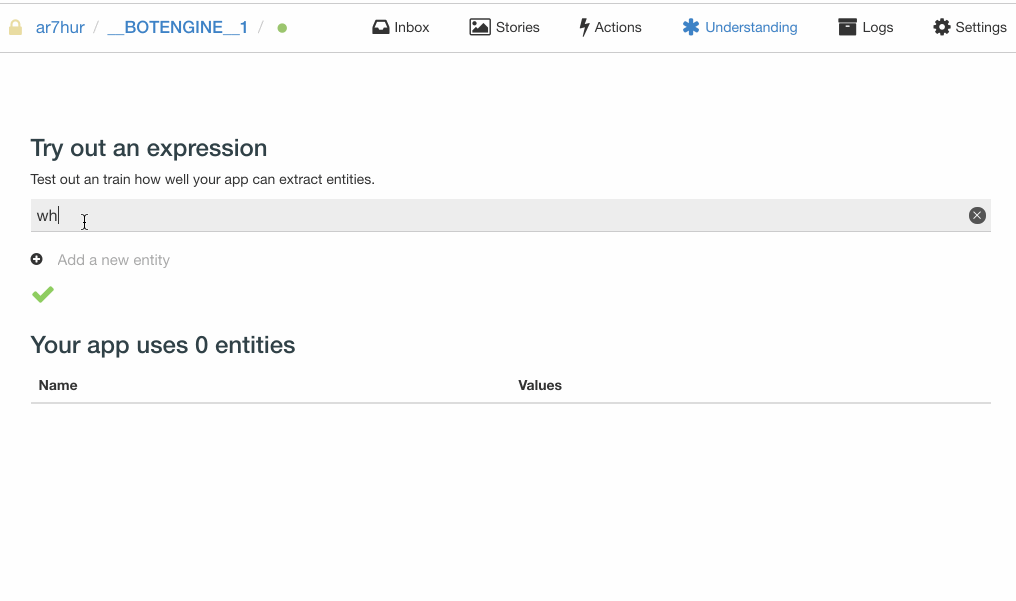 ar7hur / __BOTENGINE__1 / Inbox Stories Actions Understanding Logs Settings
Try out an expression
Test out an train how well your app can extract entities.
wh
Add a new entity
Your app uses 0 entities
Name Values